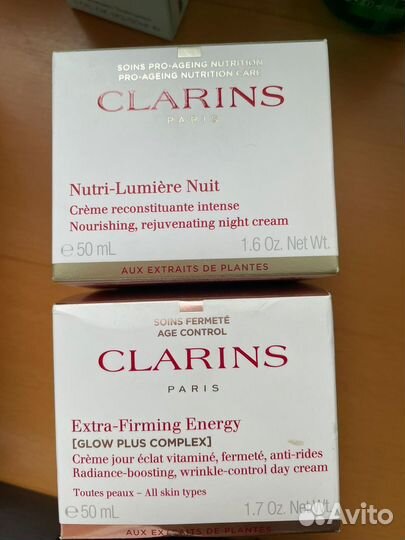 SOINS PRO-AGEING NUTRITION
PRO-AGEING NUTRITION CARE
CLARINS
PARIS
Nutri-Lumière Nuit
Crème reconstituante intense
Nourishing, rejuvenating night cream
e 50 mL 1.6 Oz. Net Wt.
AUX EXTRAITS DE PLANTES
SOINS FERMETÉ
AGE CONTROL
CLARINS
PARIS
Extra-Firming Energy
[GLOW PLUS COMPLEX]
Crème jour éclat vitaminé, fermeté, anti-rides
Radiance-boosting, wrinkle-control day cream
Toutes peaux – All skin types
e 50 mL 1.7 Oz. Net Wt.
AUX EXTRAITS DE PLANTES
Avito